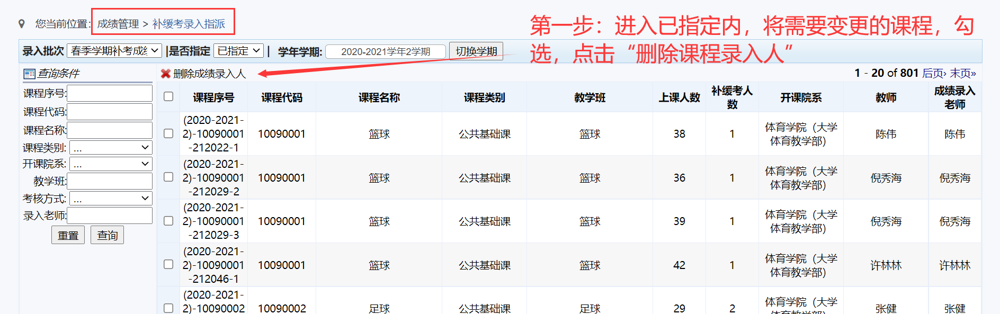 您当前位置: 成绩管理 > 补缓考录入指派
第一步：进入已指定内，将需要变更的课程，勾
选，点击“删除课程录入人”
录入批次 春季学期补考成绩 |是否指定 已指定 | 学年学期: 2020-2021学年2学期 切换学期
查询条件
课程序号:
课程代码:
课程名称:
课程类别: ...
开课院系: ...
教学班:
考核方式: ...
录入老师:
重置 查询
删除成绩录入人 1 - 20 of 801 后页› 末页»
课程序号 课程代码 课程名称 课程类别 教学班 上课人数 补缓考人数 开课院系 教师 成绩录入老师
(2020-2021-2)-10090001-212022-1 10090001 篮球 公共基础课 篮球 38 1 体育学院（大学体育教学部） 陈伟 陈伟
(2020-2021-2)-10090001-212029-2 10090001 篮球 公共基础课 篮球 36 1 体育学院（大学体育教学部） 倪秀海 倪秀海
(2020-2021-2)-10090001-212029-3 10090001 篮球 公共基础课 篮球 39 1 体育学院（大学体育教学部） 倪秀海 倪秀海
(2020-2021-2)-10090001-212046-1 10090001 篮球 公共基础课 篮球 42 1 体育学院（大学体育教学部） 许林林 许林林
(2020-2021-2)-10090002 10090002 足球 公共基础课 足球 29 2 体育学院（大学 张健 张健